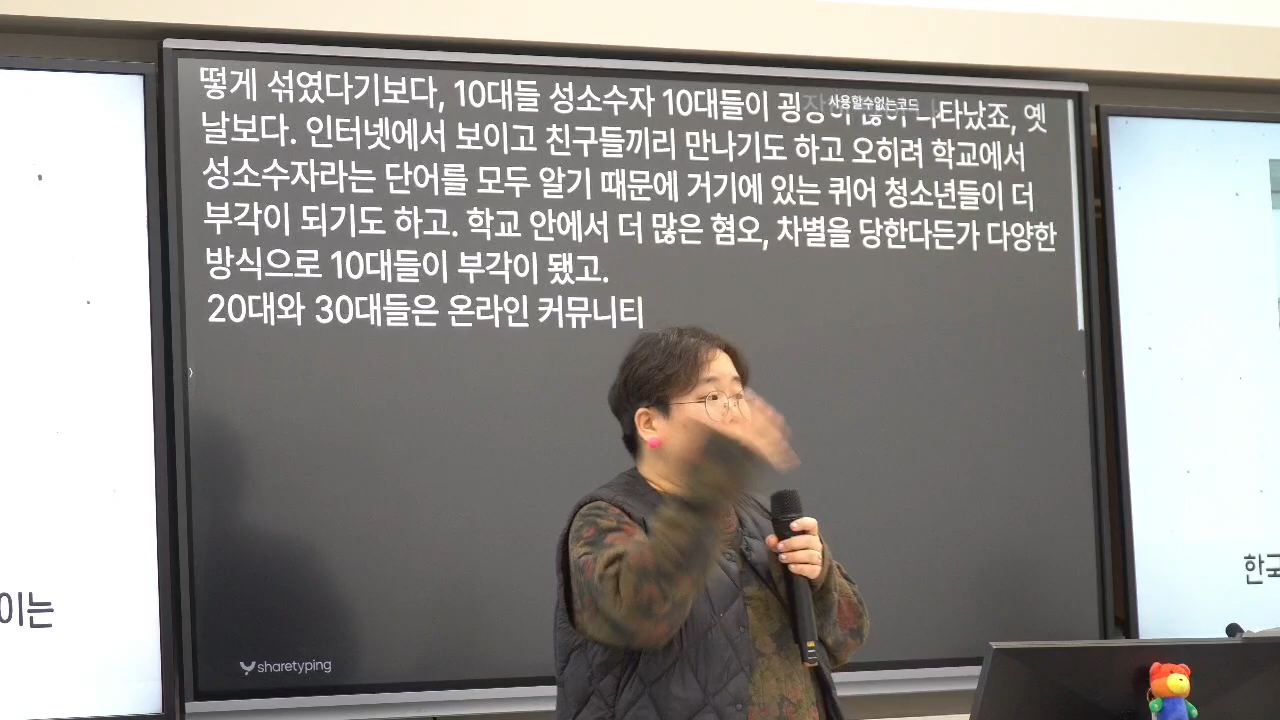 떻게 섞였다기보다, 10대들 성소수자 10대들이 굉장히 많이 나타났죠, 옛
사용할수없는코드
날보다. 인터넷에서 보이고 친구들끼리 만나기도 하고 오히려 학교에서
성소수자라는 단어를 모두 알기 때문에 거기에 있는 퀴어 청소년들이 더
부각이 되기도 하고. 학교 안에서 더 많은 혐오, 차별을 당한다든가 다양한
방식으로 10대들이 부각이 됐고.
20대와 30대들은 온라인 커뮤니티
이는
한국
sharetyping